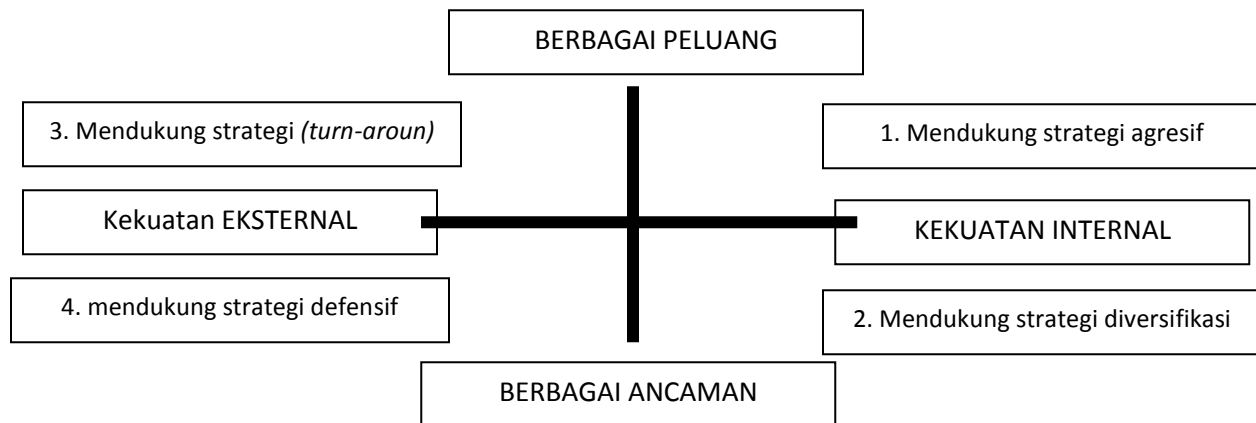 BERBAGAI PELUANG
3. Mendukung strategi (turn-aroun)
1. Mendukung strategi agresif
Kekuatan EKSTERNAL
KEKUATAN INTERNAL
4. mendukung strategi defensif
2. Mendukung strategi diversifikasi
BERBAGAI ANCAMAN